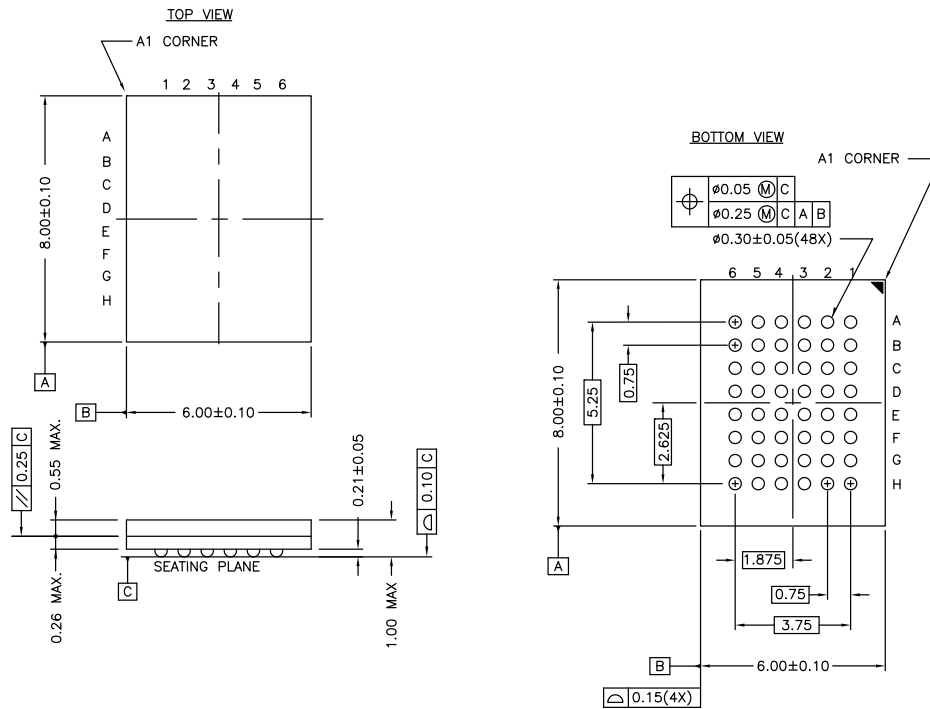 TOP VIEW
A1 CORNER
1 2 3 4 5 6
A
B
C
D
E
F
G
H
8.00±0.10
A
B
6.00±0.10
// 0.25 C
0.55 MAX.
0.26 MAX.
0.21±0.05
⌓ 0.10 C
SEATING PLANE
C
1.00 MAX
BOTTOM VIEW
A1 CORNER
⌖ ø0.05 Ⓜ C
ø0.25 Ⓜ C A B
ø0.30±0.05(48X)
6 5 4 3 2 1
A
B
C
D
E
F
G
H
8.00±0.10
5.25
0.75
2.625
A
1.875
0.75
3.75
B
6.00±0.10
⌓ 0.15(4X)